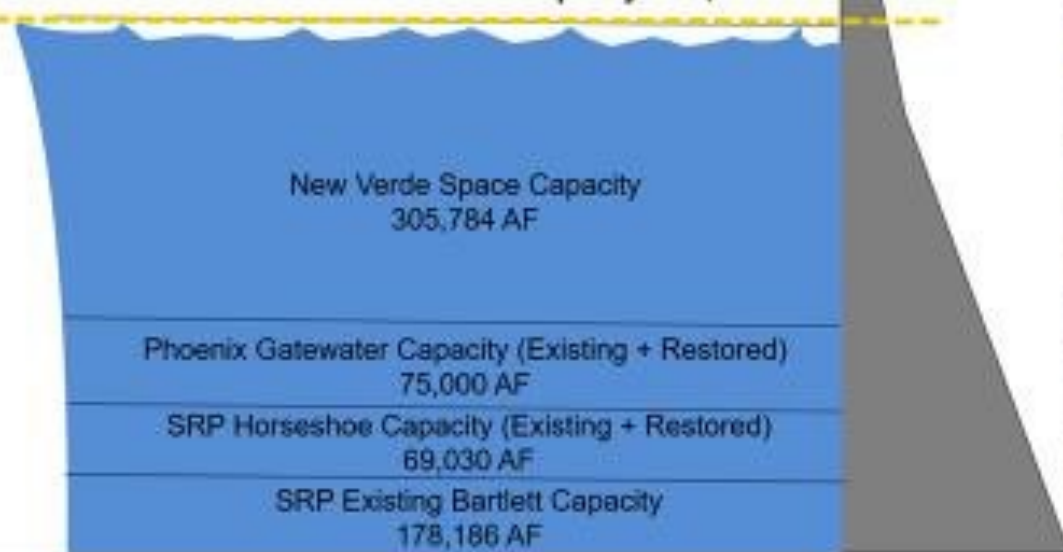 New Verde Space Capacity
305,784 AF
Phoenix Gatewater Capacity (Existing + Restored)
75,000 AF
SRP Horseshoe Capacity (Existing + Restored)
69,030 AF
SRP Existing Bartlett Capacity
178,186 AF